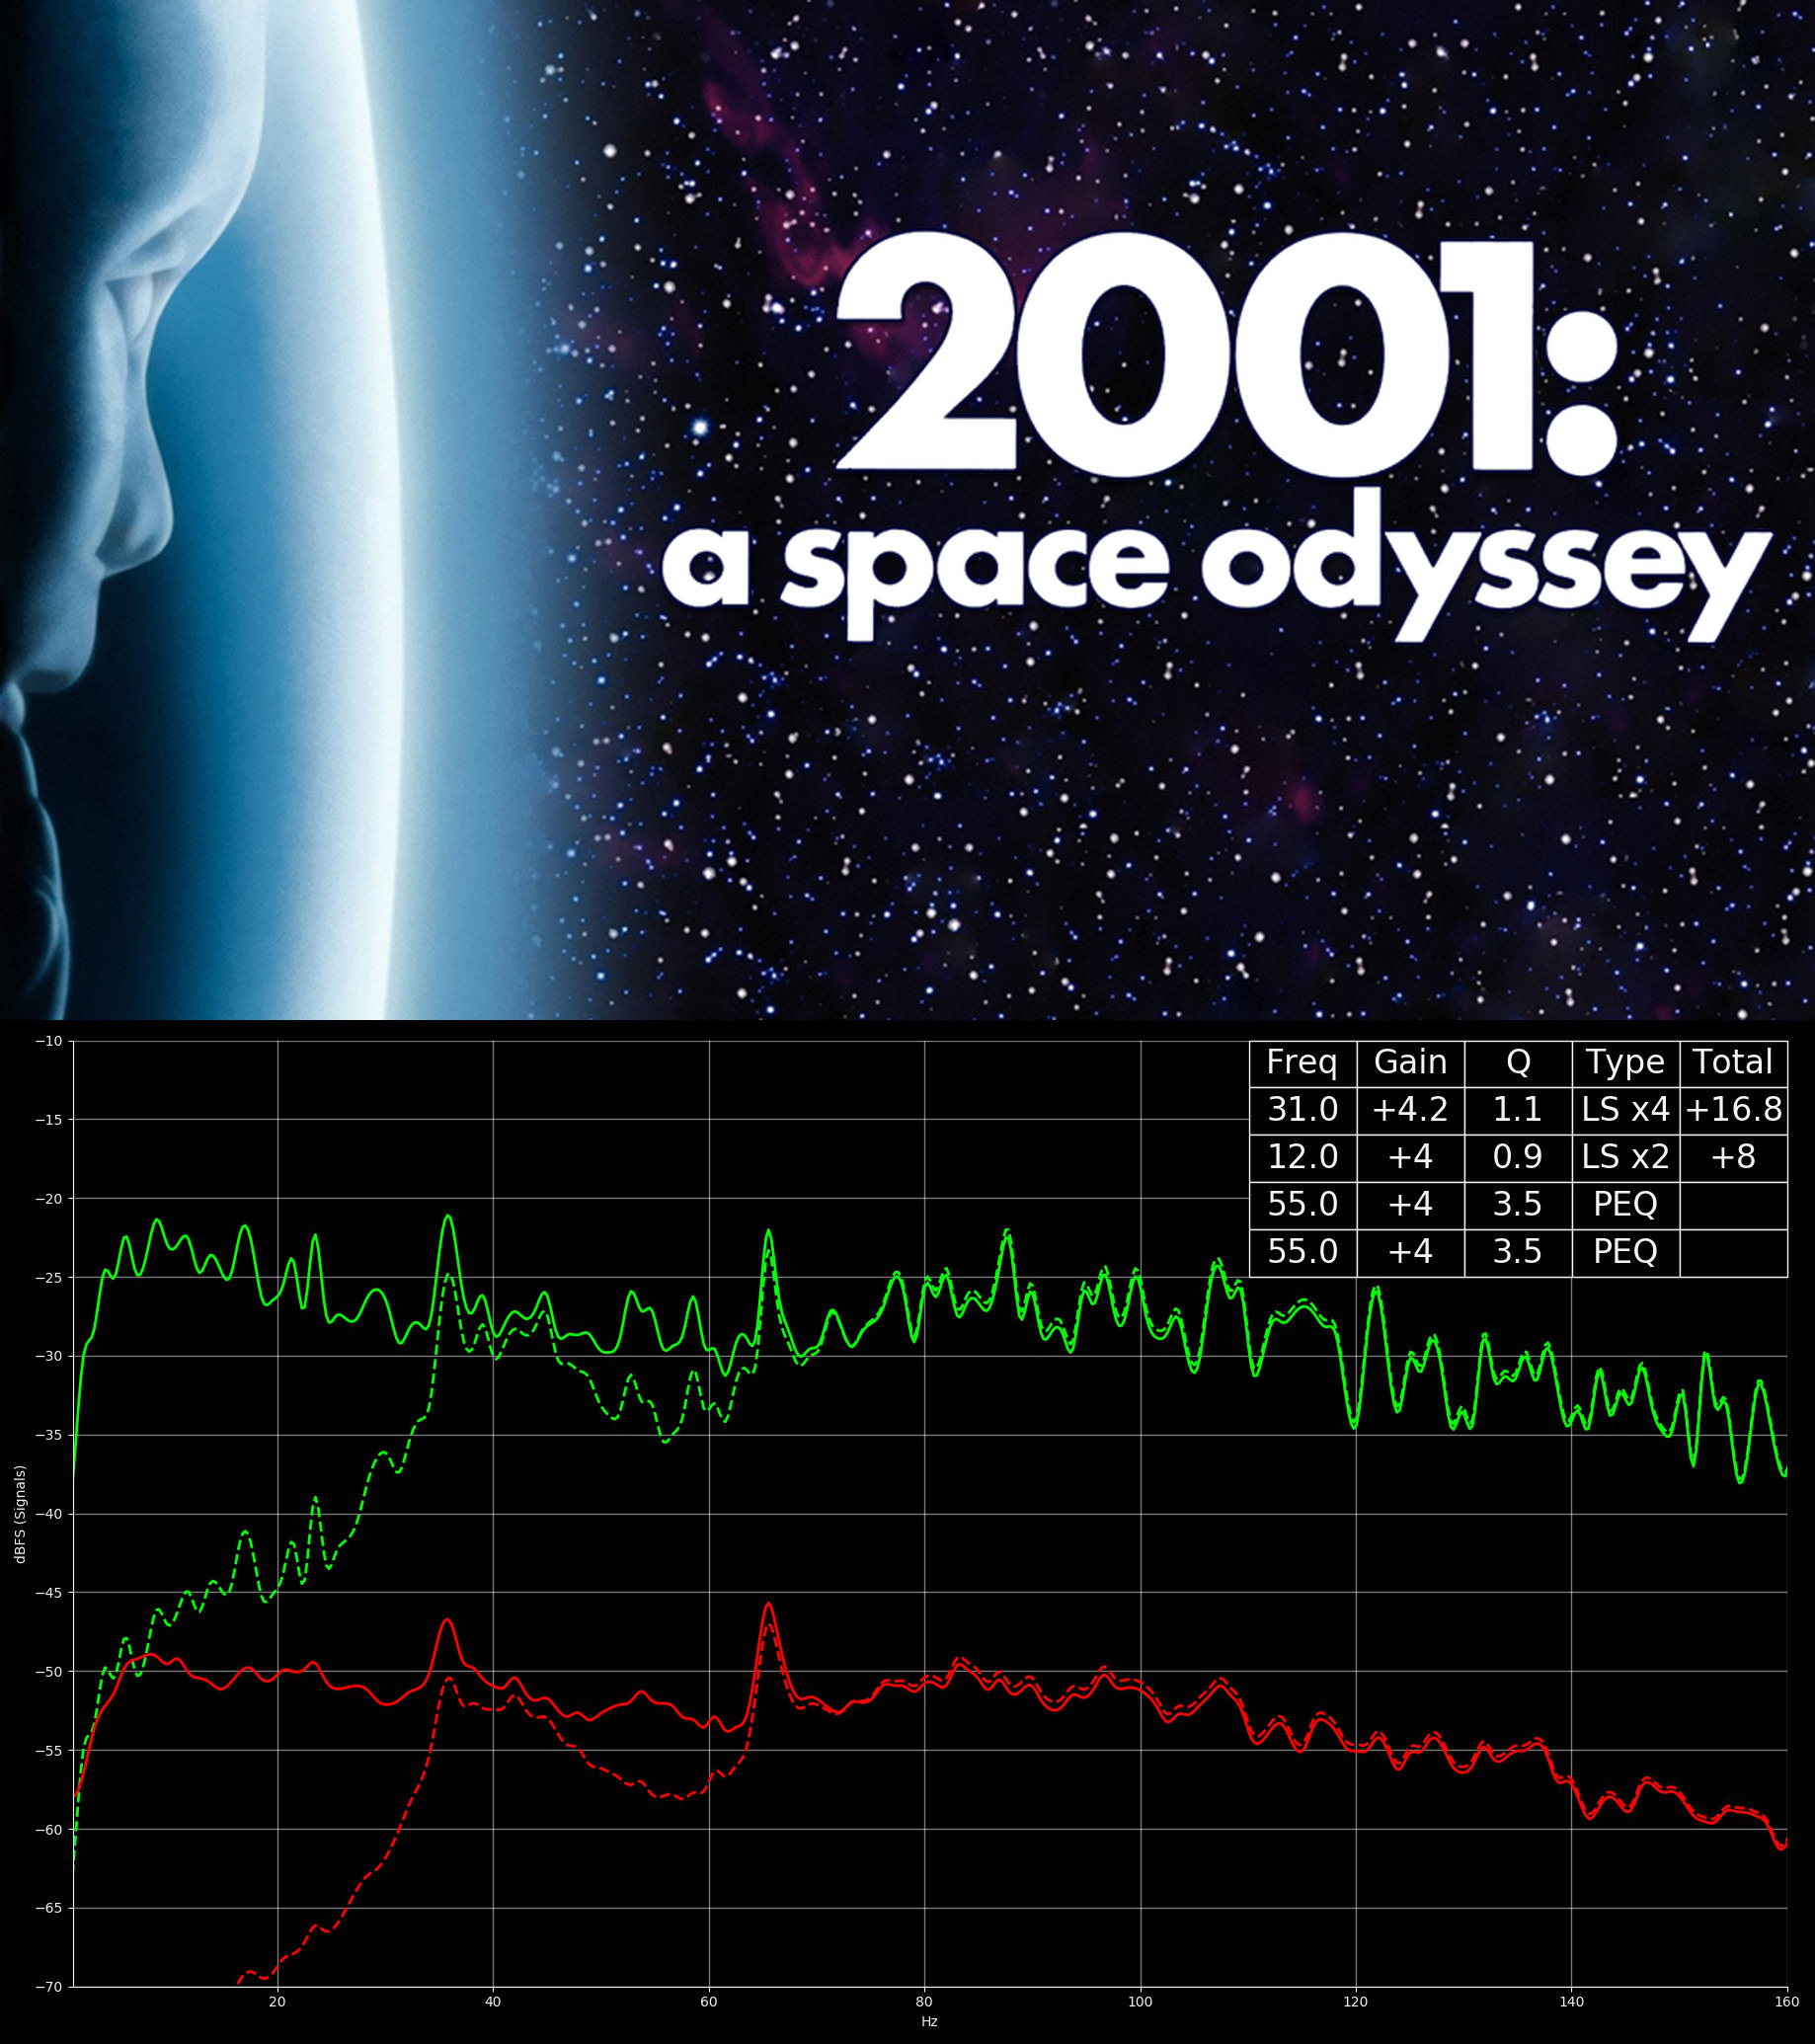 2001:
a space odyssey
Freq Gain Q Type Total
31.0 +4.2 1.1 LS x4 +16.8
12.0 +4 0.9 LS x2 +8
55.0 +4 3.5 PEQ
55.0 +4 3.5 PEQ
−10
−15
−20
−25
−30
−35
−40
−45
−50
−55
−60
−65
−70
dBFS (Signals)
20 40 60 80 100 120 140 160
Hz